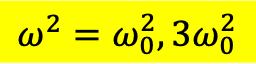 ω² = ω₀², 3ω₀²